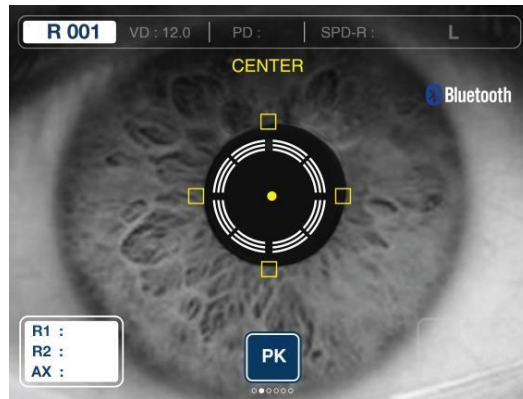 R 001 VD : 12.0 PD : SPD-R : L
CENTER
Bluetooth
R1 :
R2 :
AX :
PK